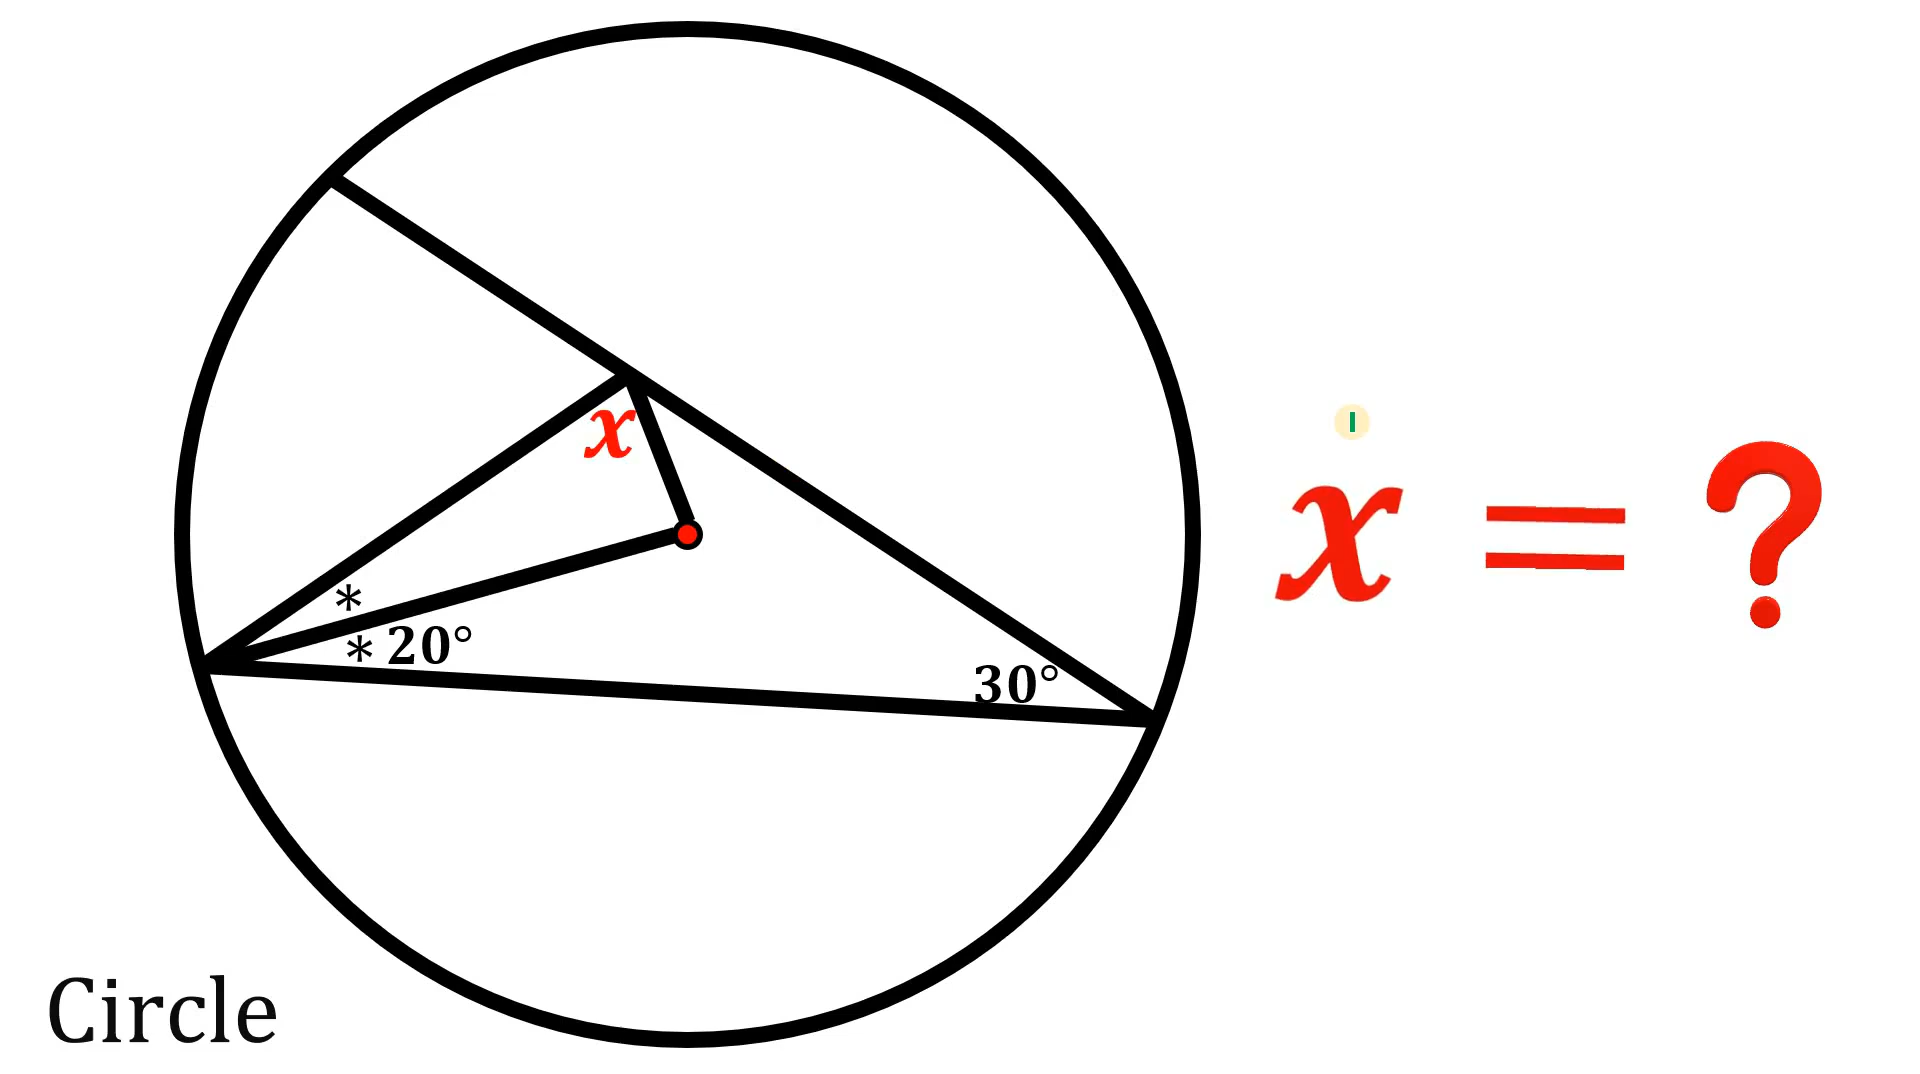 x
*
* 20°
30°
x = ?
Circle